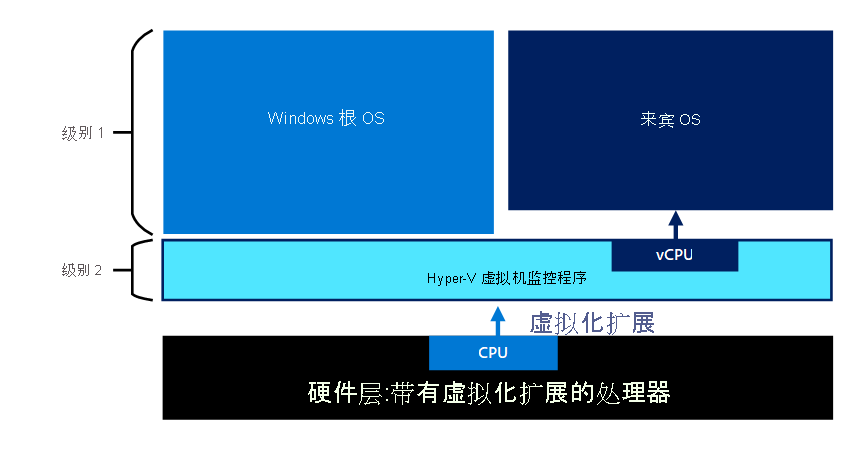 Windows 根 OS
来宾 OS
级别 1
vCPU
级别 2
Hyper-V 虚拟机监控程序
虚拟化扩展
CPU
硬件层:带有虚拟化扩展的处理器